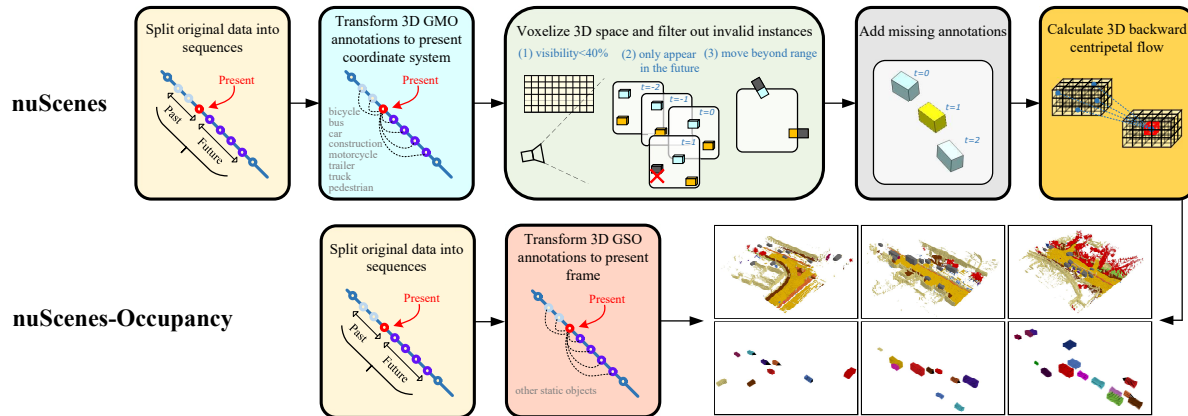 nuScenes
Split original data into
sequences
Present
Past
Future
Transform 3D GMO
annotations to present
coordinate system
Present
bicycle
bus
car
construction
motorcycle
trailer
truck
pedestrian
Voxelize 3D space and filter out invalid instances
(1) visibility<40%
(2) only appear
in the future
(3) move beyond range
t=-2
t=-1
t=0
t=1
Add missing annotations
t=0
t=1
t=2
Calculate 3D backward
centripetal flow
nuScenes-Occupancy
Split original data into
sequences
Present
Past
Future
Transform 3D GSO
annotations to present
frame
Present
other static objects